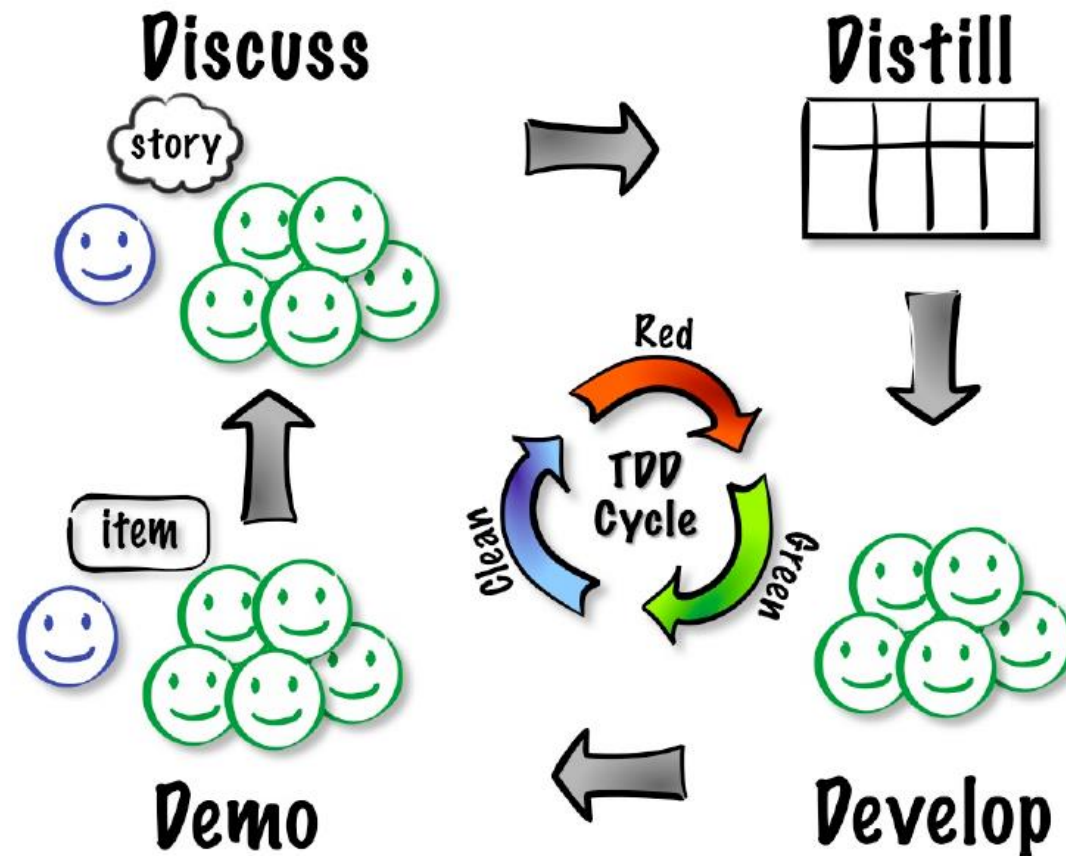 Discuss
story
Distill
Red
TDD
Cycle
Green
Clean
item
Demo
Develop